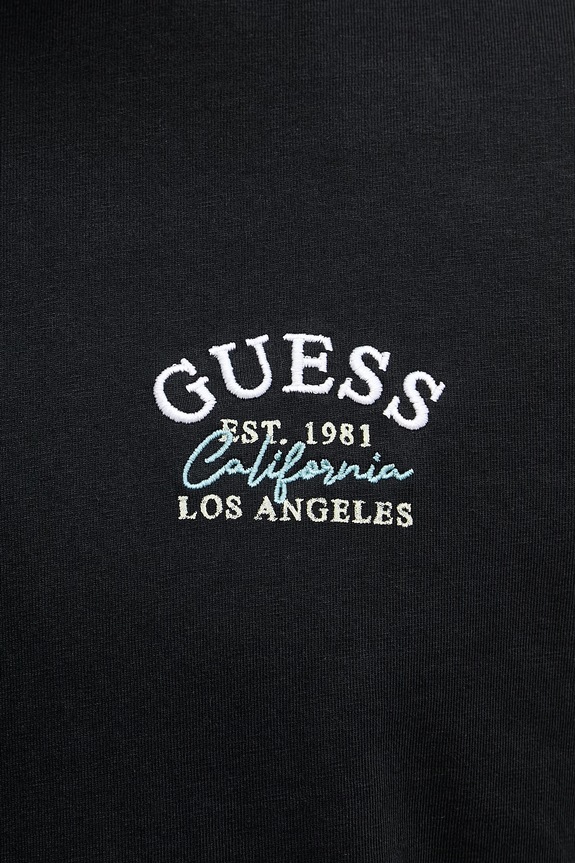 GUESS
EST. 1981
California
LOS ANGELES